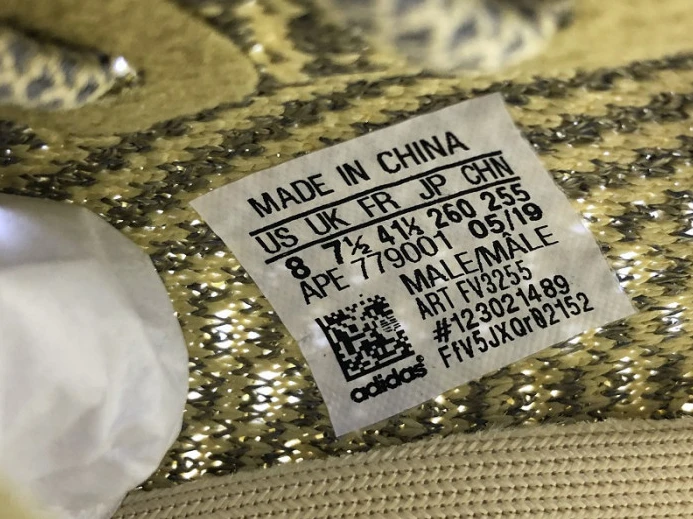 MADE IN CHINA
US UK FR JP CHN
8 7½ 41⅓ 260 255
APE 779001 05/19
MALE/MÂLE
ART FV3255
#123021489
FfV5JXQrQ2152
adidas